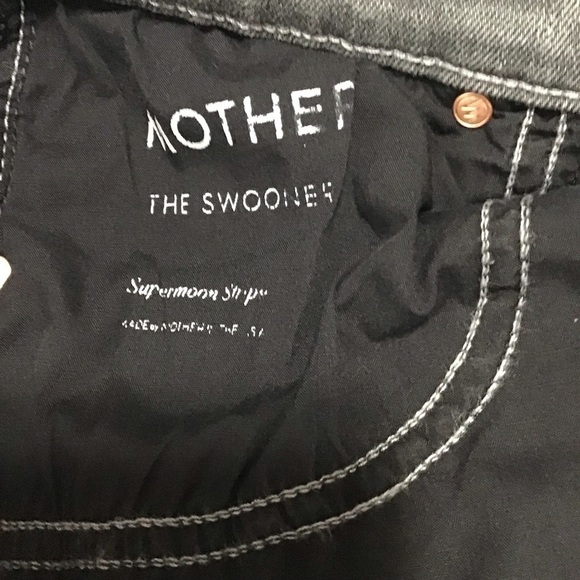 MOTHER
THE SWOONER
Supermoon Stripe
MADE by MOTHER in THE USA